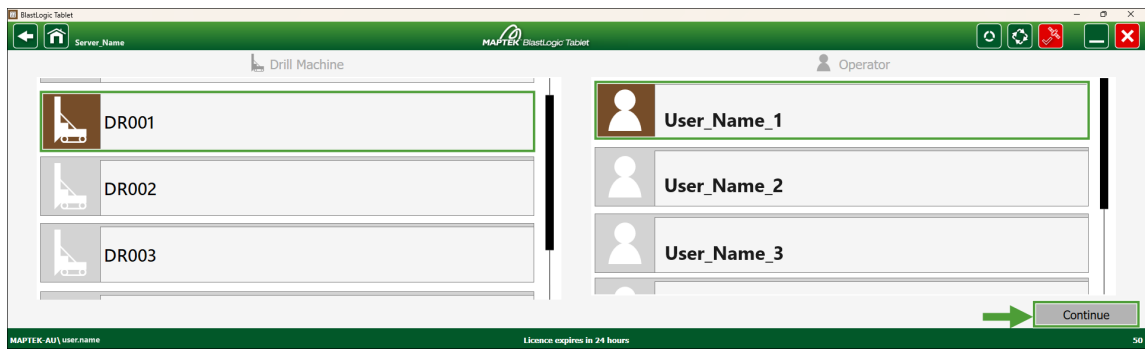 BlastLogic Tablet
Server_Name
MAPTEK BlastLogic Tablet
Drill Machine
Operator
DR001
DR002
DR003
User_Name_1
User_Name_2
User_Name_3
Continue
MAPTEK-AU\user.name
Licence expires in 24 hours
50